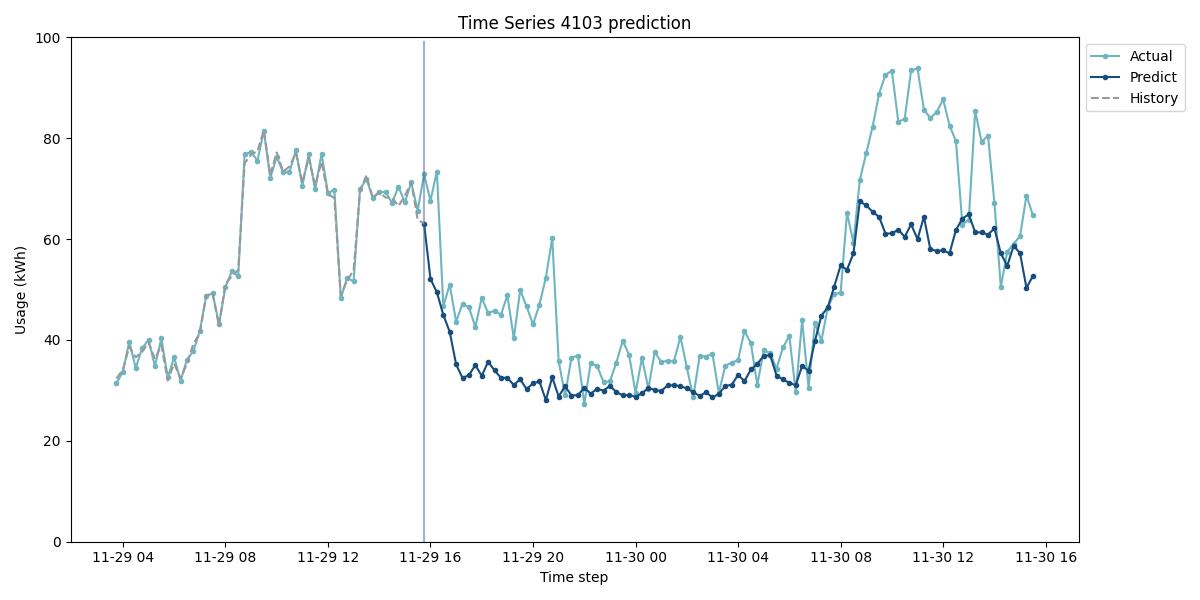 Time Series 4103 prediction
Usage (kWh)
100
80
60
40
20
0
11-29 04
11-29 08
11-29 12
11-29 16
11-29 20
11-30 00
11-30 04
11-30 08
11-30 12
11-30 16
Time step
Actual
Predict
History